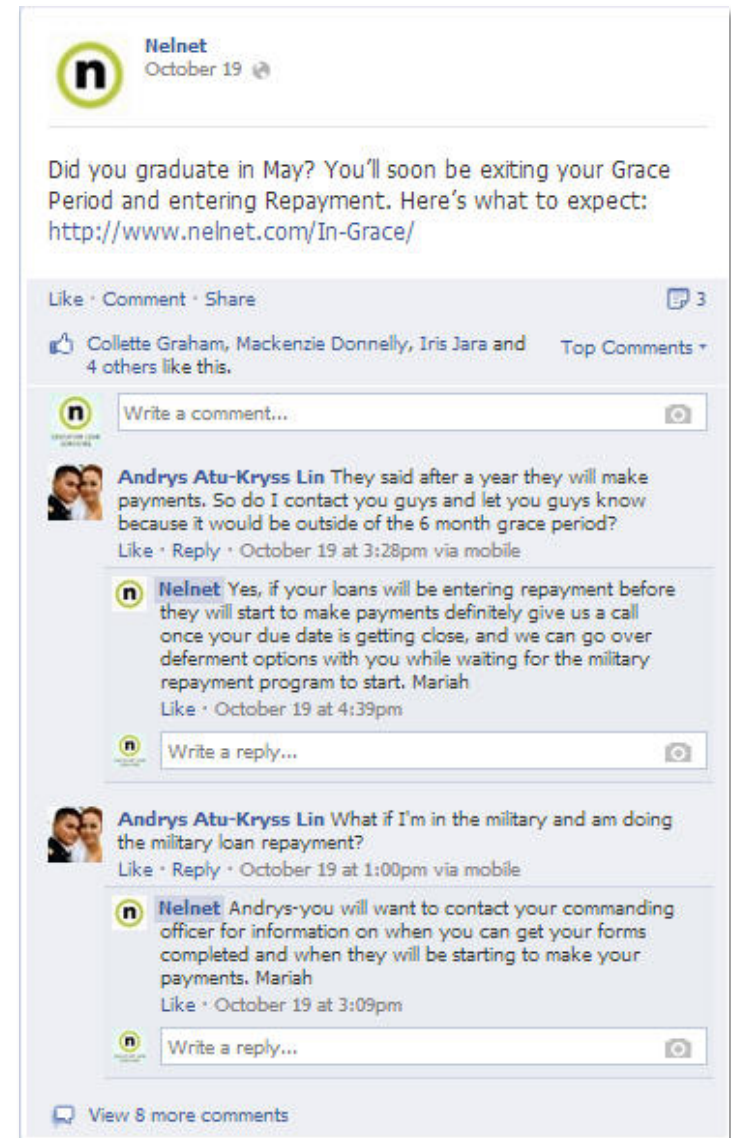 n
Nelnet
October 19
Did you graduate in May? You'll soon be exiting your Grace
Period and entering Repayment. Here's what to expect:
http://www.nelnet.com/In-Grace/
Like · Comment · Share
3
Collette Graham, Mackenzie Donnelly, Iris Jara and
4 others like this.
Top Comments
n
Write a comment...
Andrys Atu-Kryss Lin They said after a year they will make
payments. So do I contact you guys and let you guys know
because it would be outside of the 6 month grace period?
Like · Reply · October 19 at 3:28pm via mobile
n
Nelnet Yes, if your loans will be entering repayment before
they will start to make payments definitely give us a call
once your due date is getting close, and we can go over
deferment options with you while waiting for the military
repayment program to start. Mariah
Like · October 19 at 4:39pm
n
Write a reply...
Andrys Atu-Kryss Lin What if I'm in the military and am doing
the military loan repayment?
Like · Reply · October 19 at 1:00pm via mobile
n
Nelnet Andrys-you will want to contact your commanding
officer for information on when you can get your forms
completed and when they will be starting to make your
payments. Mariah
Like · October 19 at 3:09pm
n
Write a reply...
View 8 more comments